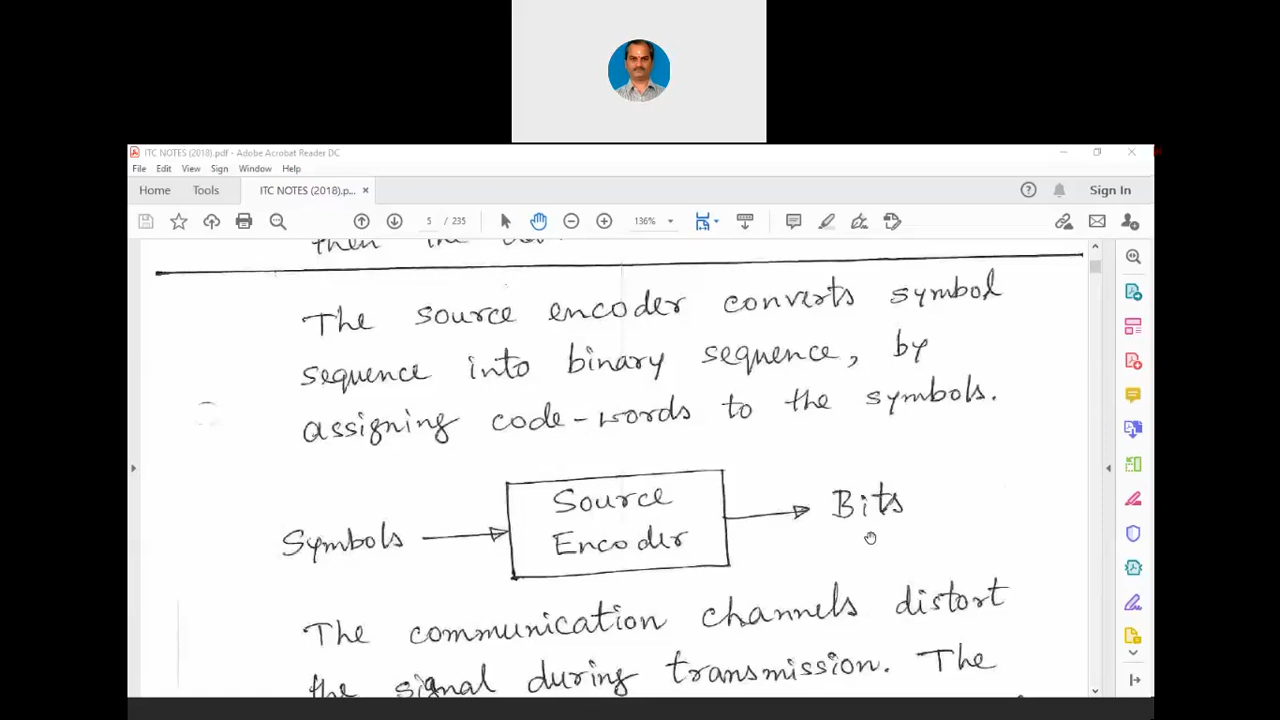 ITC NOTES (2018).pdf - Adobe Acrobat Reader DC
File Edit View Sign Window Help
Home Tools ITC NOTES (2018).p... × Sign In
5 / 235 136%
then the
The source encoder converts symbol
sequence into binary sequence, by
assigning code-words to the symbols.
Symbols
Source
Encoder
Bits
The communication channels distort
the signal during transmission. The